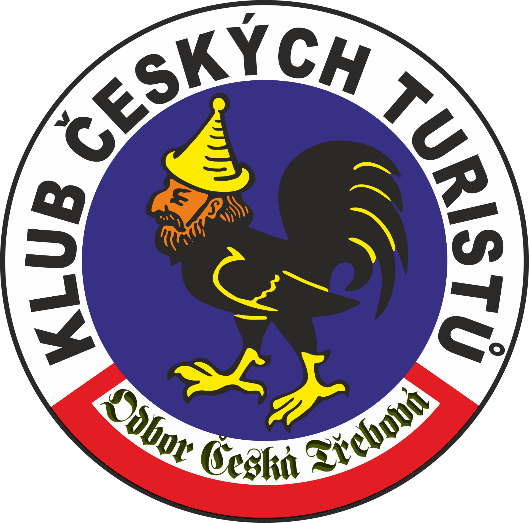 KLUB ČESKÝCH TURISTŮ
Odbor Česká Třebová